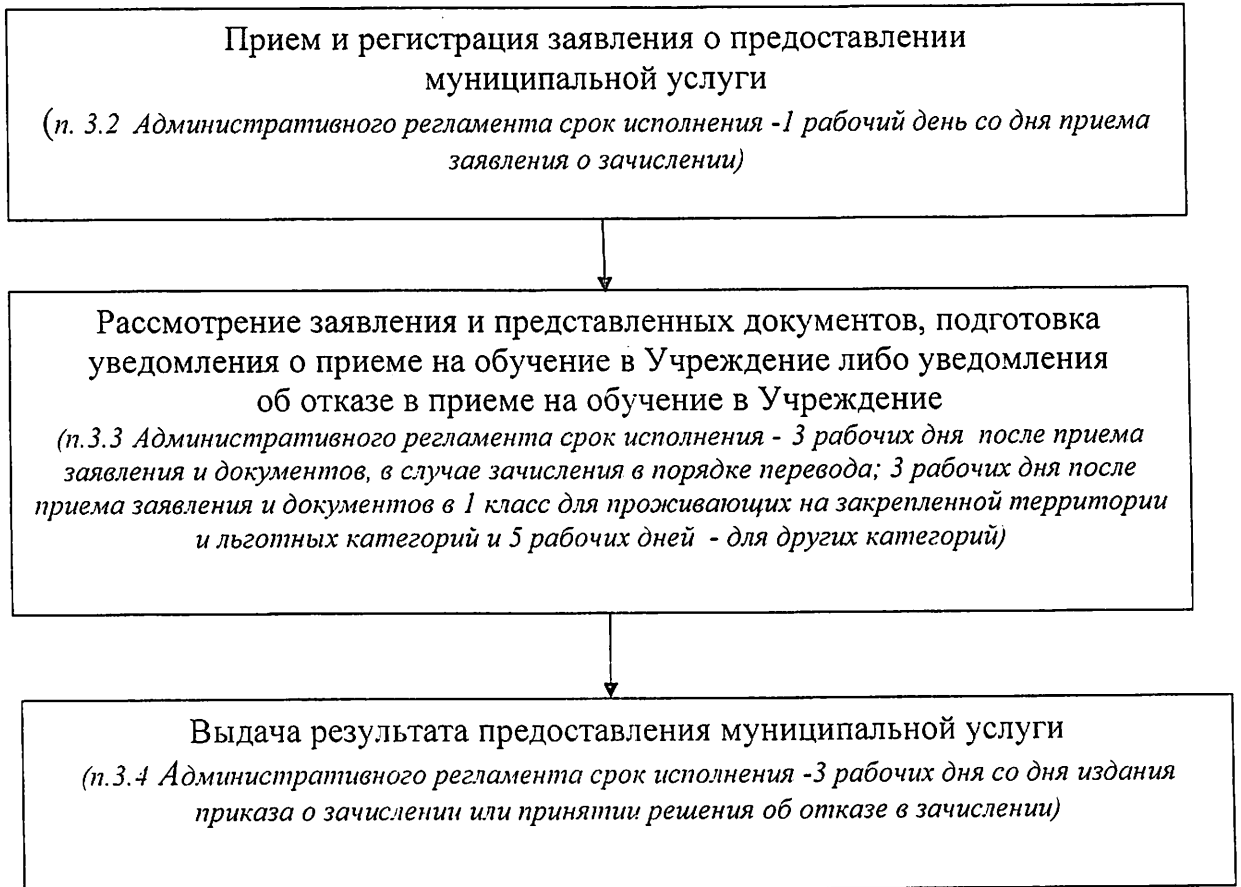 Прием и регистрация заявления о предоставлении
муниципальной услуги
(п. 3.2 Административного регламента срок исполнения -1 рабочий день со дня приема
заявления о зачислении)
Рассмотрение заявления и представленных документов, подготовка
уведомления о приеме на обучение в Учреждение либо уведомления
об отказе в приеме на обучение в Учреждение
(п.3.3 Административного регламента срок исполнения - 3 рабочих дня после приема
заявления и документов, в случае зачисления в порядке перевода; 3 рабочих дня после
приема заявления и документов в 1 класс для проживающих на закрепленной территории
и льготных категорий и 5 рабочих дней - для других категорий)
Выдача результата предоставления муниципальной услуги
(п.3.4 Административного регламента срок исполнения -3 рабочих дня со дня издания
приказа о зачислении или принятии решения об отказе в зачислении)